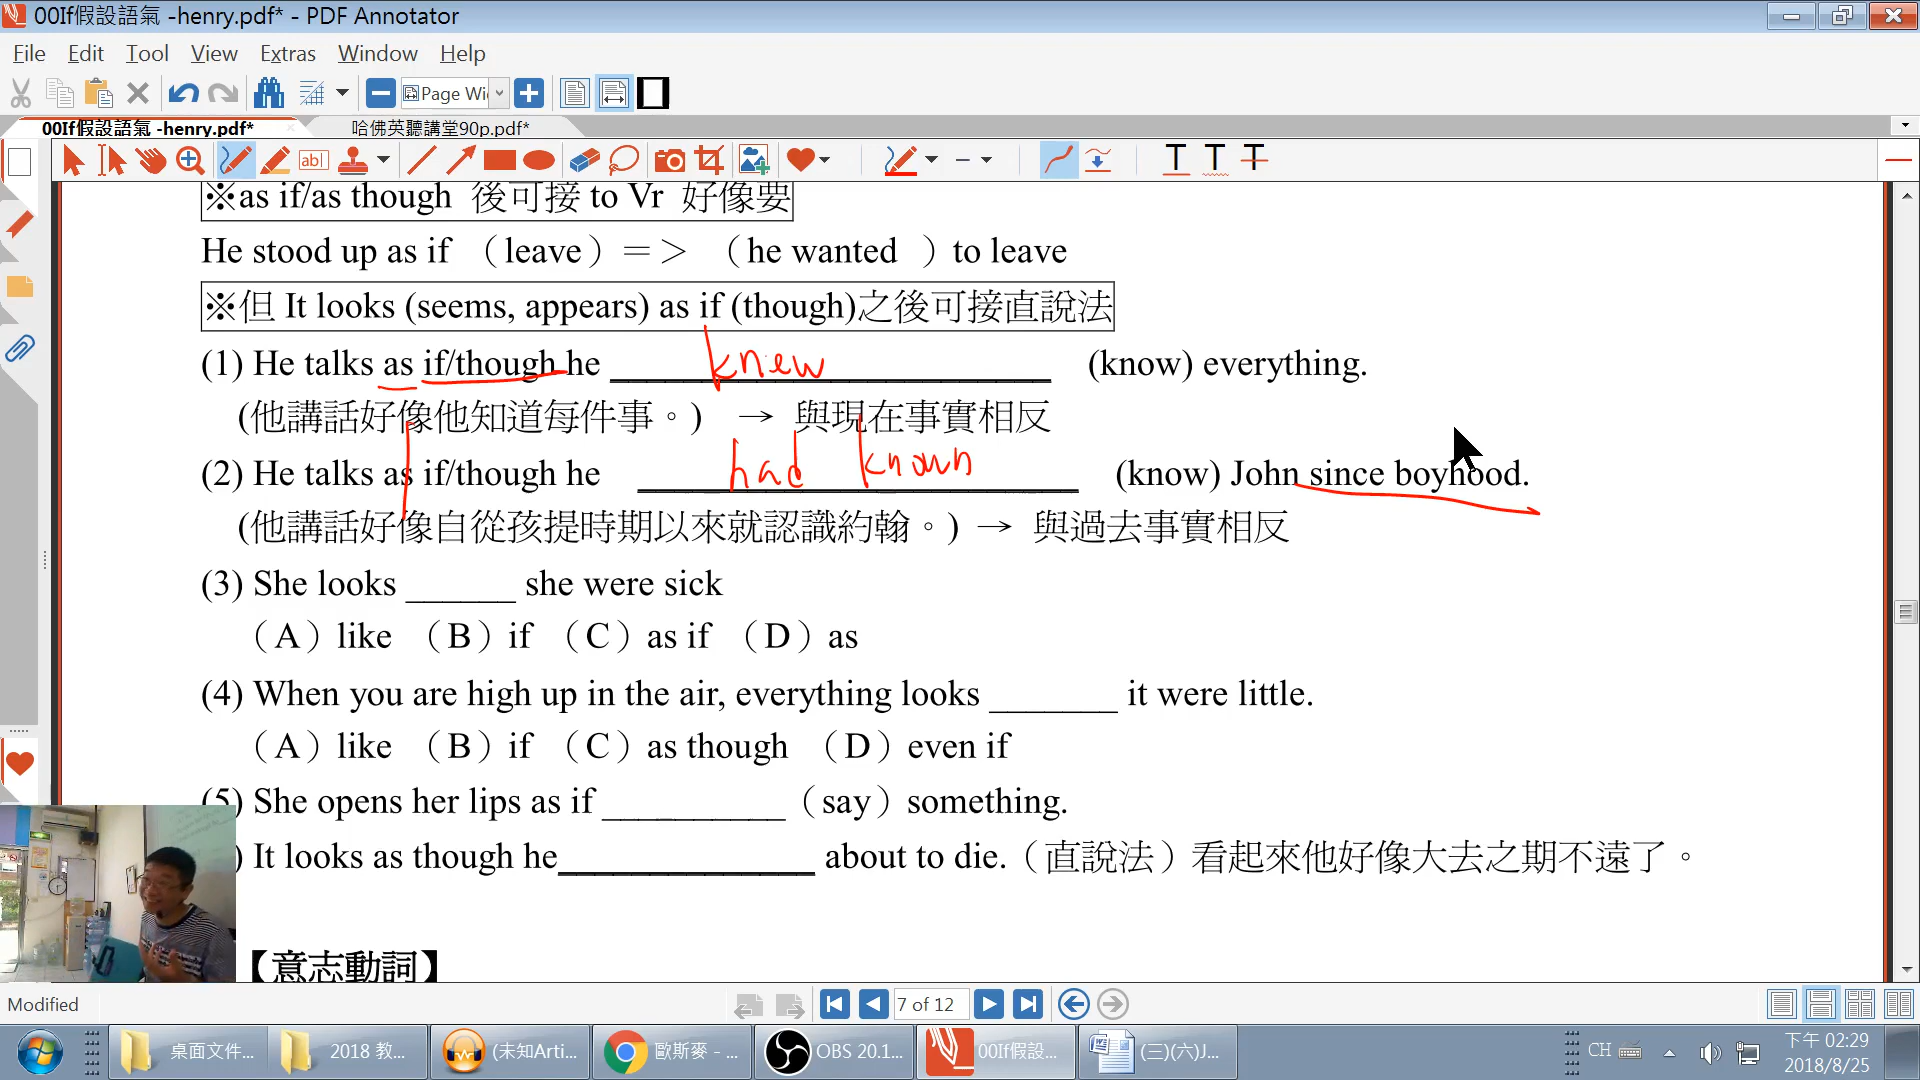 00If假設語氣 -henry.pdf* - PDF Annotator
File Edit Tool View Extras Window Help
Page Wi
00If假設語氣 -henry.pdf* 哈佛英聽講堂90p.pdf*
ab| T T T
※as if/as though 後可接 to Vr 好像要
He stood up as if （leave）＝＞ （he wanted ）to leave
※但 It looks (seems, appears) as if (though)之後可接直說法
(1) He talks as if/though he knew (know) everything.
(他講話好像他知道每件事。) → 與現在事實相反
(2) He talks as if/though he had known (know) John since boyhood.
(他講話好像自從孩提時期以來就認識約翰。) → 與過去事實相反
(3) She looks ______ she were sick
（A）like （B）if （C）as if （D）as
(4) When you are high up in the air, everything looks _______ it were little.
（A）like （B）if （C）as though （D）even if
(5) She opens her lips as if __________（say）something.
) It looks as though he______________ about to die.（直說法）看起來他好像大去之期不遠了。
【意志動詞】
Modified 7 of 12
桌面文件... 2018 教... (未知Arti... 歐斯麥 - ... OBS 20.1... 00If假設... (三)(六)J... CH 下午 02:29
2018/8/25